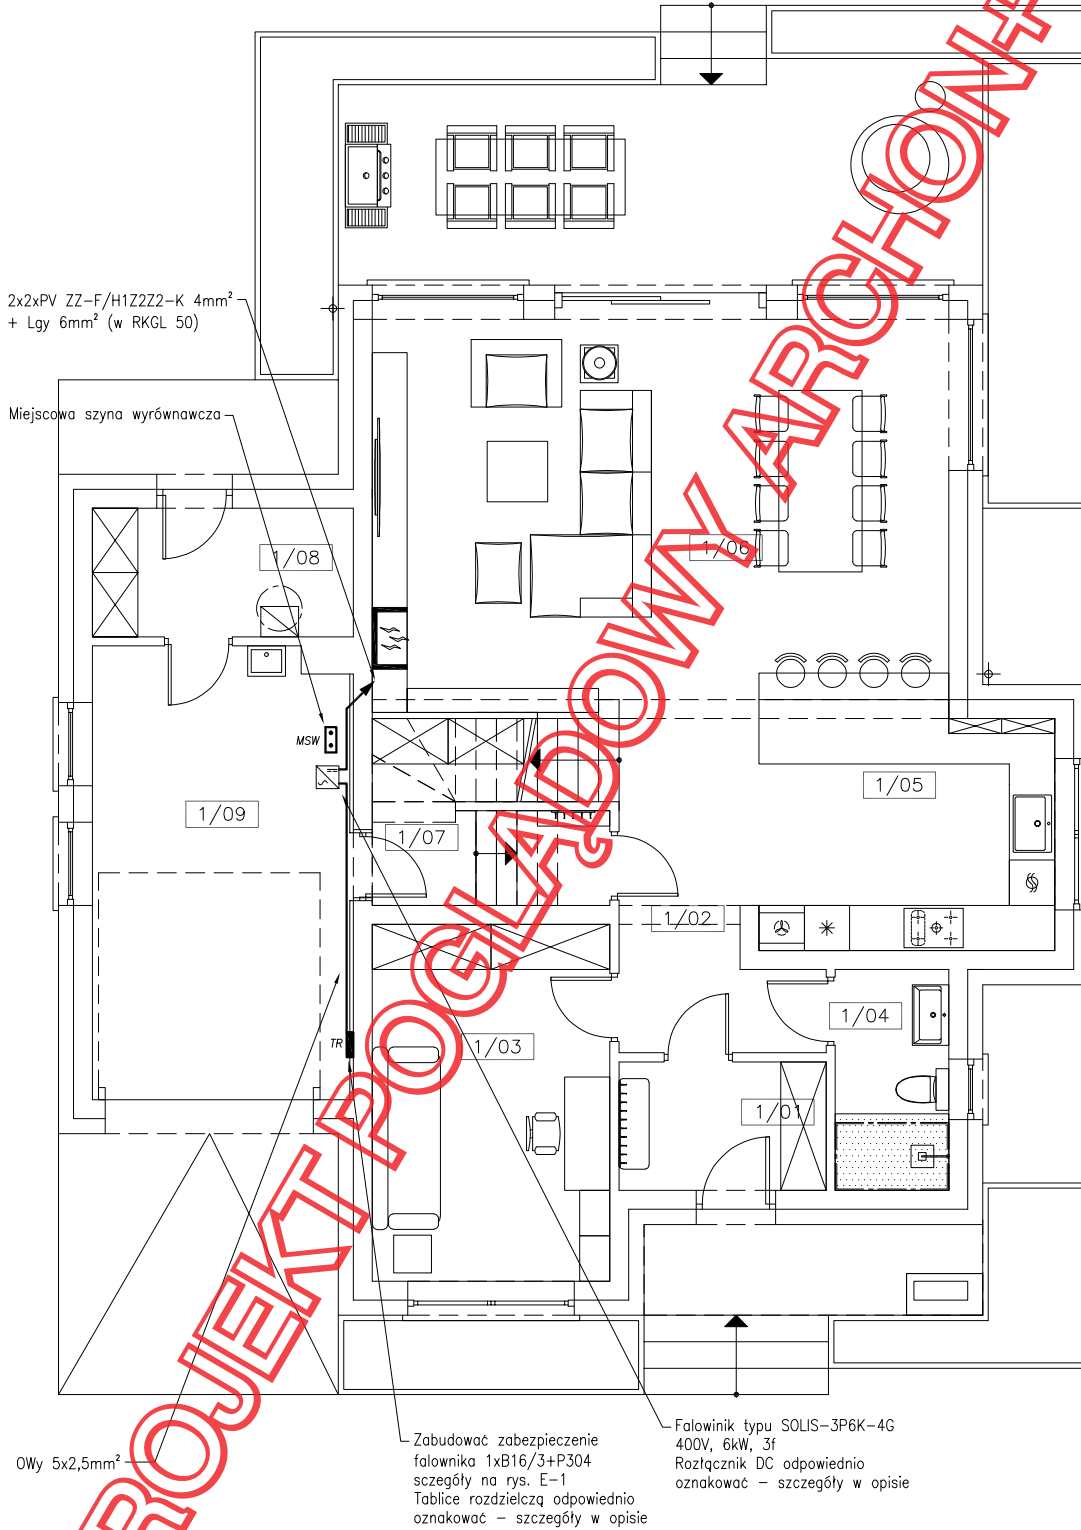 2x2xPV ZZ-F/H1Z2Z2-K 4mm²
+ Lgy 6mm² (w RKGL 50)
Miejscowa szyna wyrównawcza
1/08
1/06
MSW
1/09
1/07
1/05
1/02
1/04
TR
1/03
1/01
OWy 5x2,5mm²
Zabudować zabezpieczenie
falownika 1xB16/3+P304
sczegóły na rys. E-1
Tablice rozdzielczą odpowiednio
oznakować - szczegóły w opisie
Falowinik typu SOLIS-3P6K-4G
400V, 6kW, 3f
Rozłącznik DC odpowiednio
oznakować - szczegóły w opisie
ROJEKT POGLĄDOWY ARCHON+